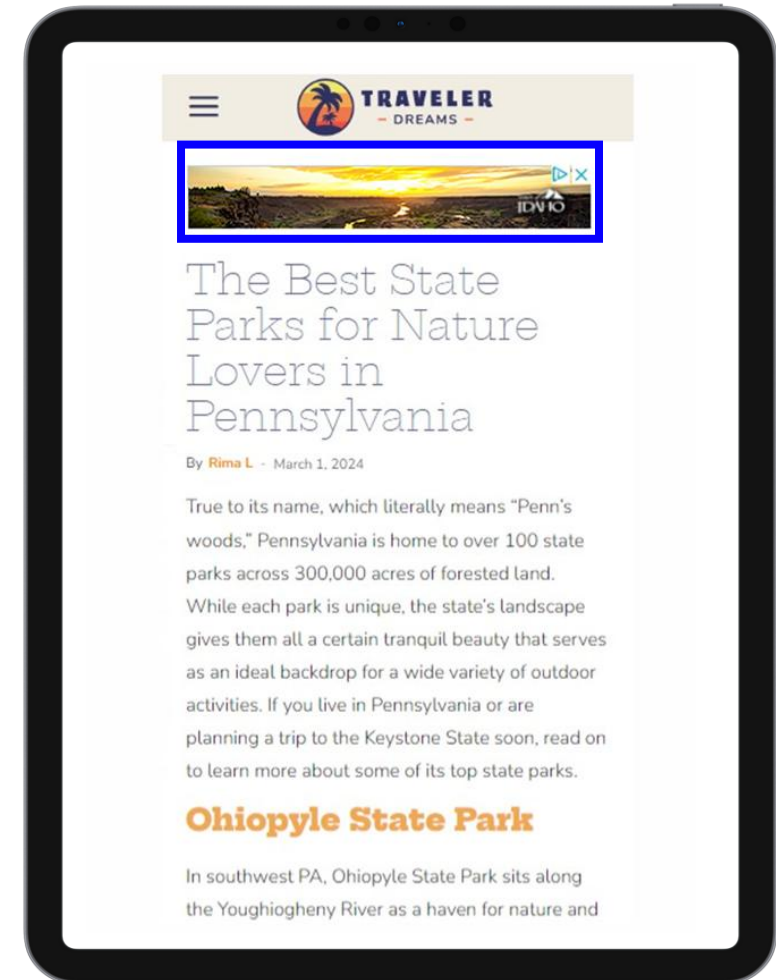 TRAVELER
- DREAMS -
IDAHO
The Best State
Parks for Nature
Lovers in
Pennsylvania
By Rima L - March 1, 2024
True to its name, which literally means “Penn’s
woods,” Pennsylvania is home to over 100 state
parks across 300,000 acres of forested land.
While each park is unique, the state’s landscape
gives them all a certain tranquil beauty that serves
as an ideal backdrop for a wide variety of outdoor
activities. If you live in Pennsylvania or are
planning a trip to the Keystone State soon, read on
to learn more about some of its top state parks.
Ohiopyle State Park
In southwest PA, Ohiopyle State Park sits along
the Youghiogheny River as a haven for nature and